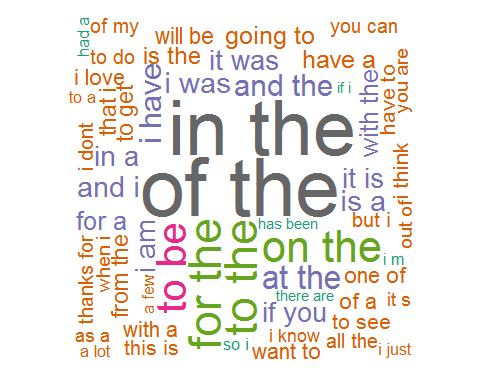 had a
of my
will be
going to
you can
to do
is the
it was
have a
i love
i have
i was
and the
if i
with the
have to
you are
to a
that i
to get
in the
i dont
in a
of the
it is
i think
and i
is a
for a
i am
to be
for the
to the
has been
on the
but i
out of
thanks for
when i
from the
a few
at the
i m
one of
there are
if you
of a
it s
to see
as a
with a
a lot
this is
so i
i know
want to
all the
i just